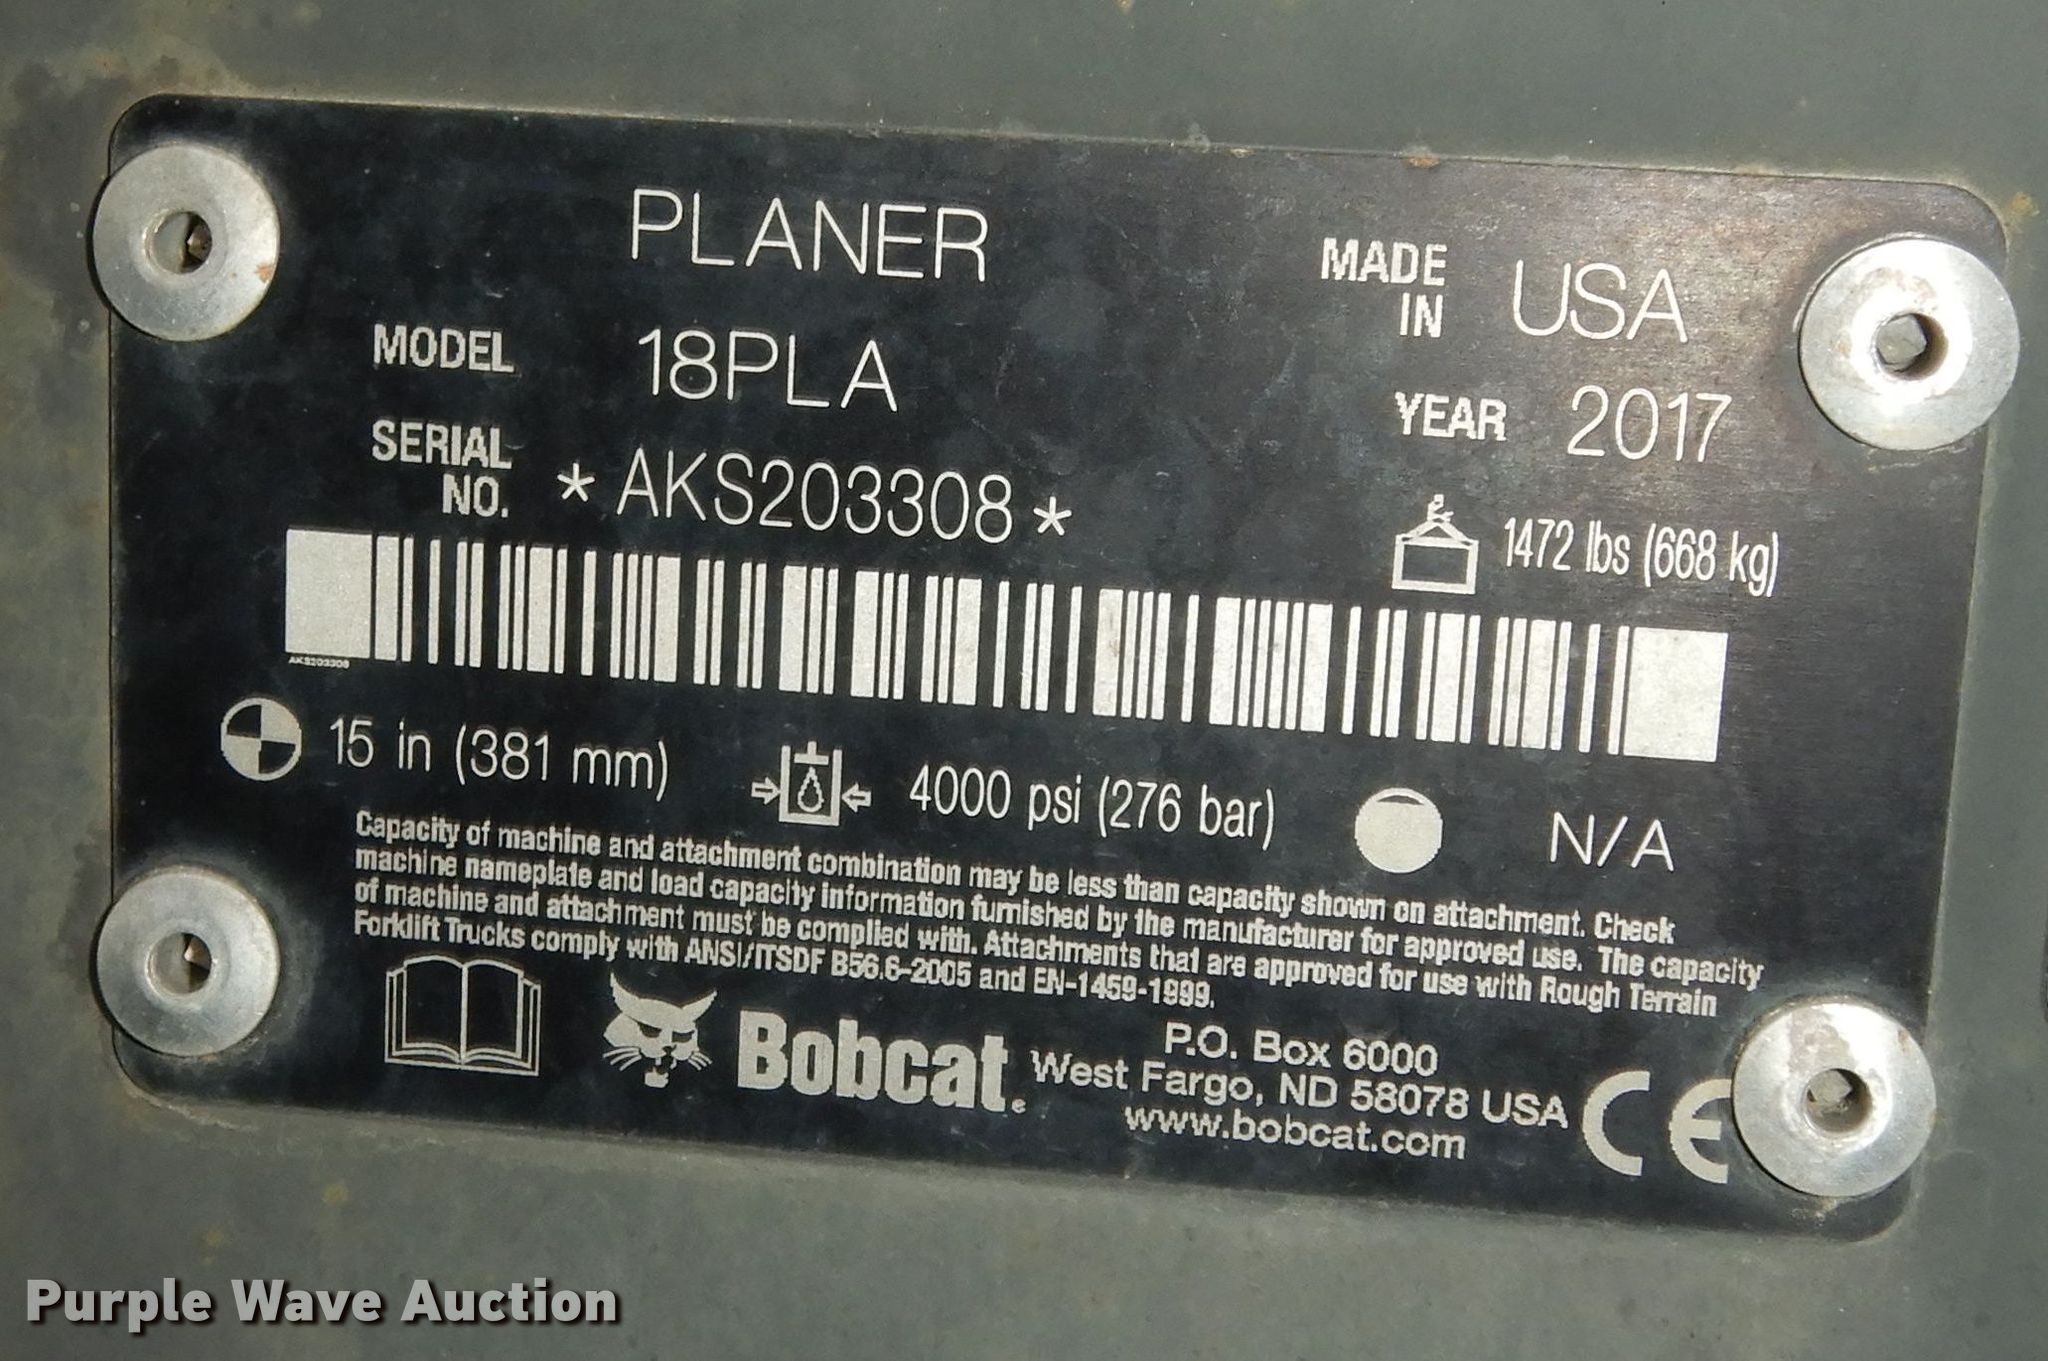 PLANER
MADE IN USA
MODEL 18PLA
YEAR 2017
SERIAL NO. *AKS203308*
1472 lbs (668 kg)
AKS203308
15 in (381 mm)
4000 psi (276 bar)
N/A
Capacity of machine and attachment combination may be less than capacity shown on attachment. Check
machine nameplate and load capacity information furnished by the manufacturer for approved use. The capacity
of machine and attachment must be complied with. Attachments that are approved for use with Rough Terrain
Forklift Trucks comply with ANSI/ITSDF B56.6-2005 and EN-1459-1999.
Bobcat®
P.O. Box 6000
West Fargo, ND 58078 USA
www.bobcat.com
CE
Purple Wave Auction